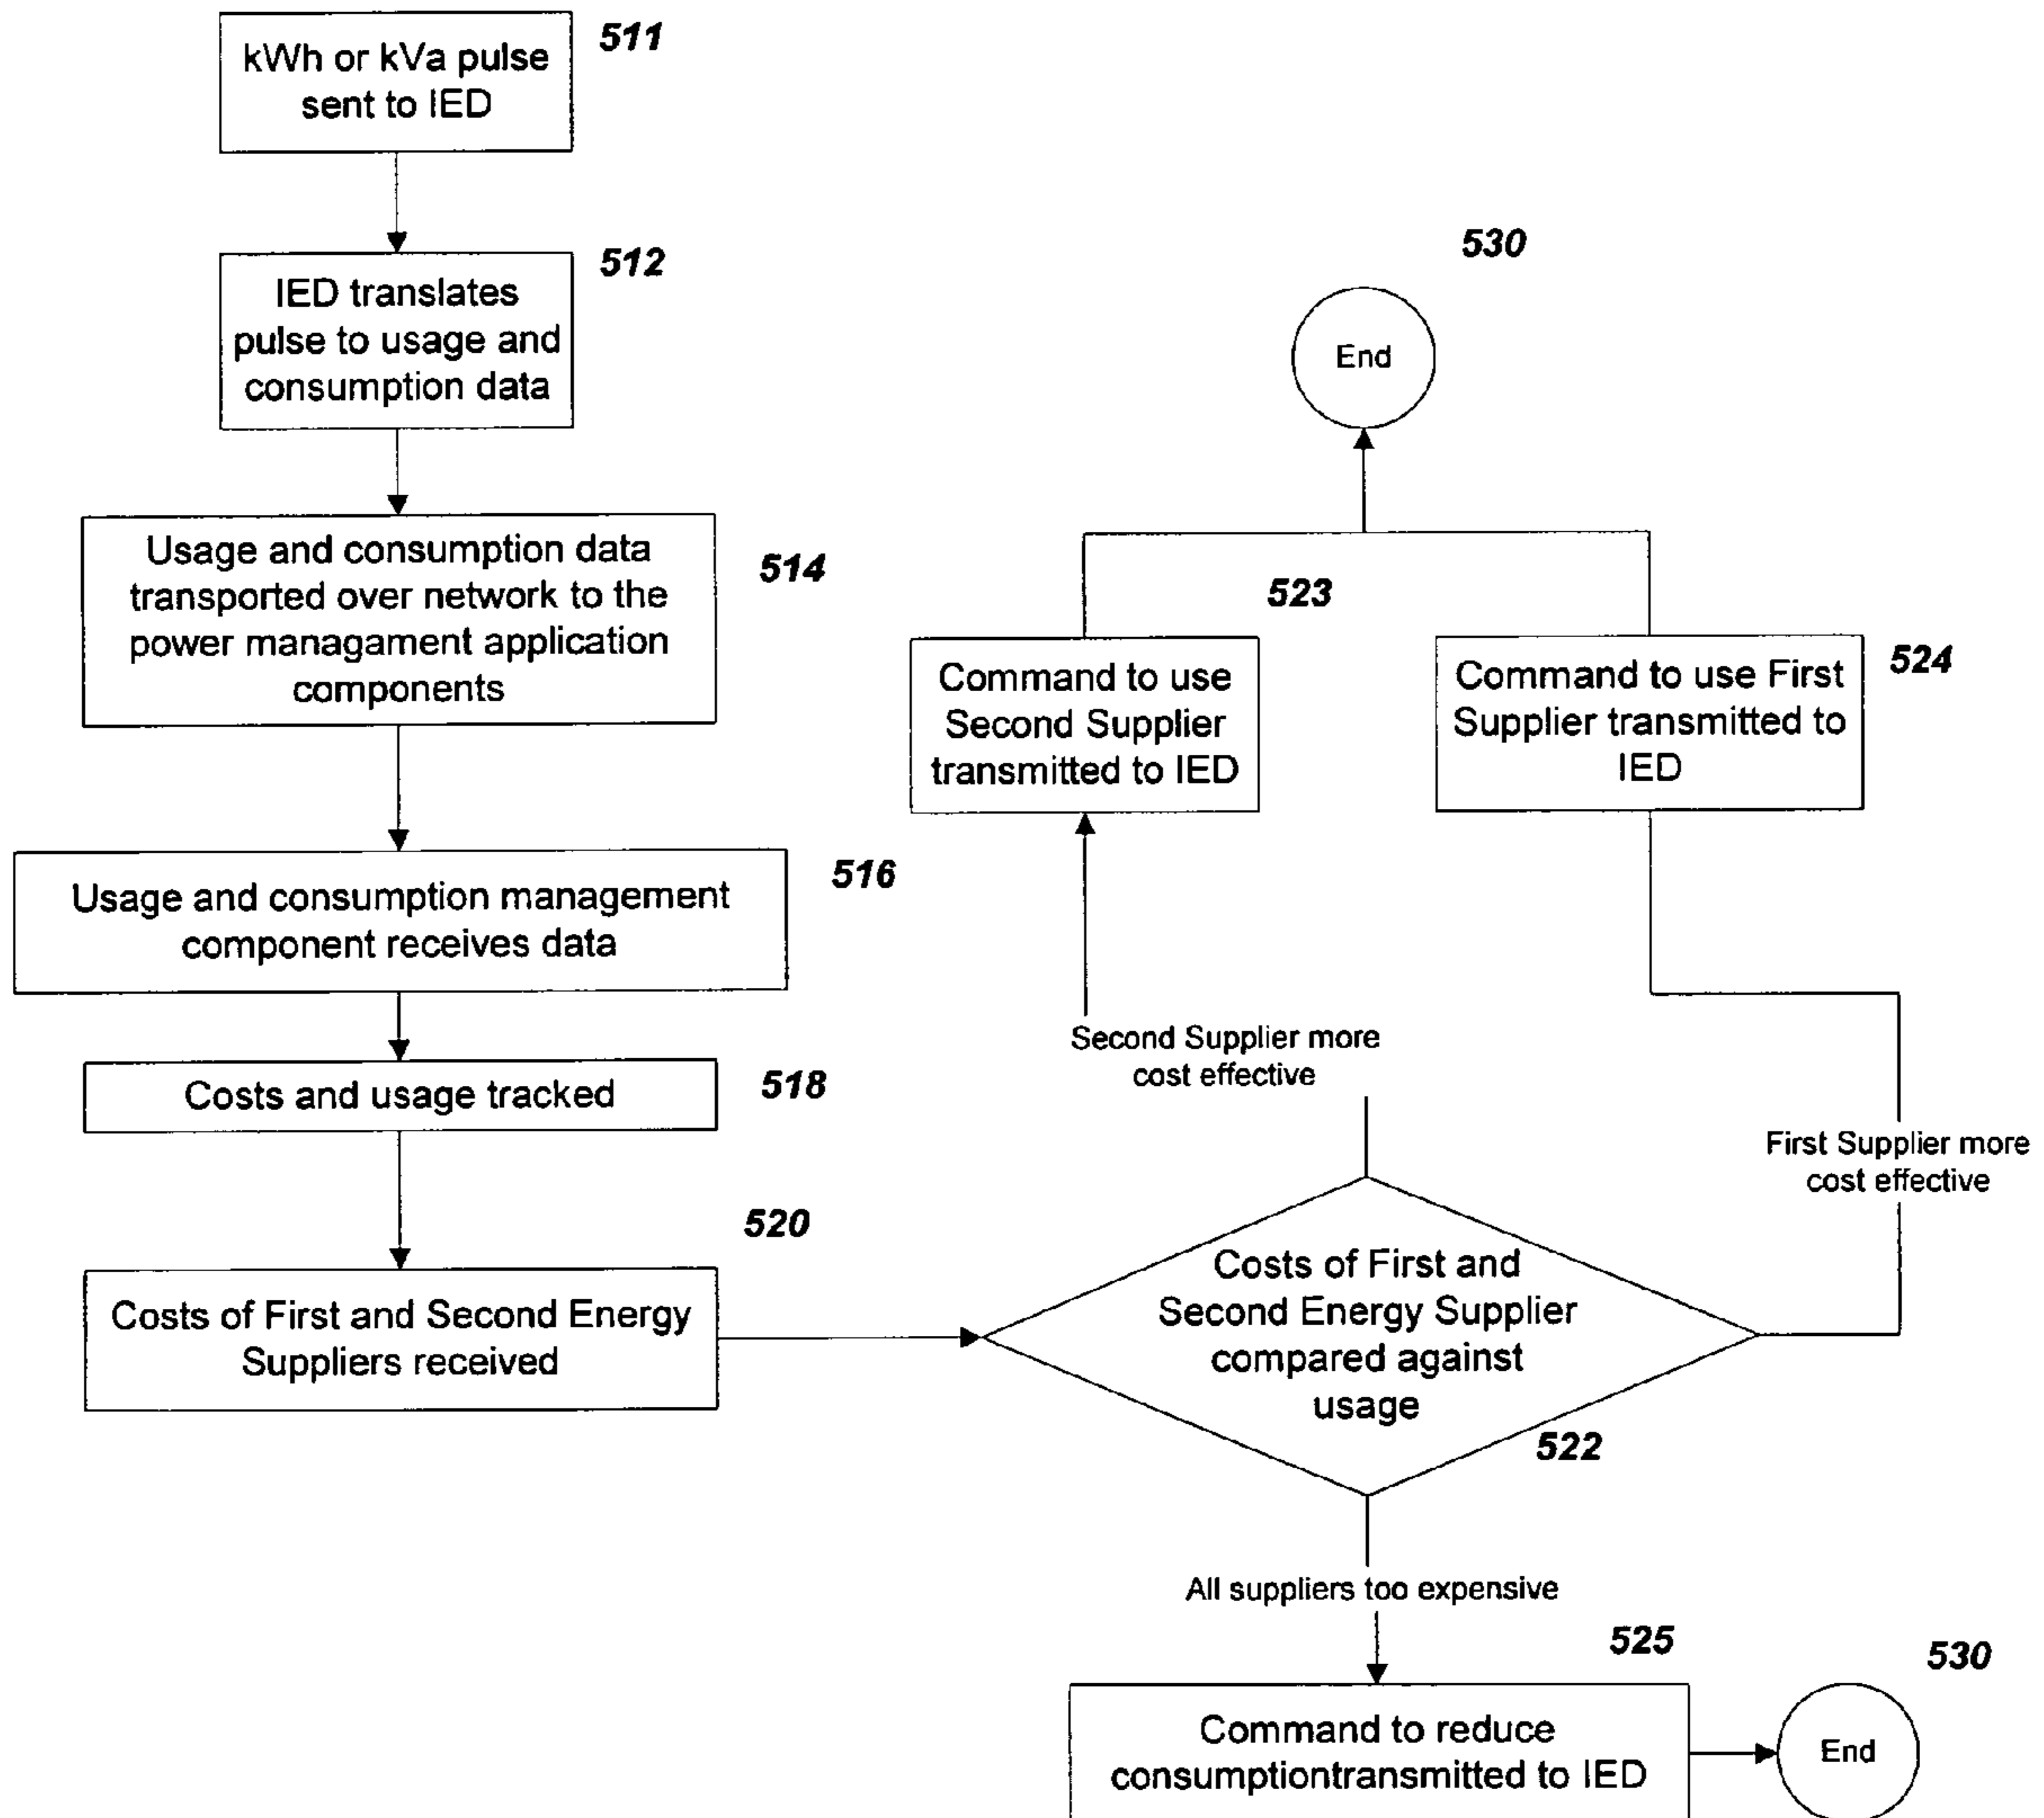 kWh or kVa pulse
sent to IED
511
IED translates
pulse to usage and
consumption data
512
Usage and consumption data
transported over network to the
power managament application
components
514
Usage and consumption management
component receives data
516
Costs and usage tracked
518
Costs of First and Second Energy
Suppliers received
520
Costs of First and
Second Energy Supplier
compared against
usage
522
Second Supplier more
cost effective
Command to use
Second Supplier
transmitted to IED
523
First Supplier more
cost effective
Command to use First
Supplier transmitted to
IED
524
530
End
All suppliers too expensive
525
Command to reduce
consumptiontransmitted to IED
530
End